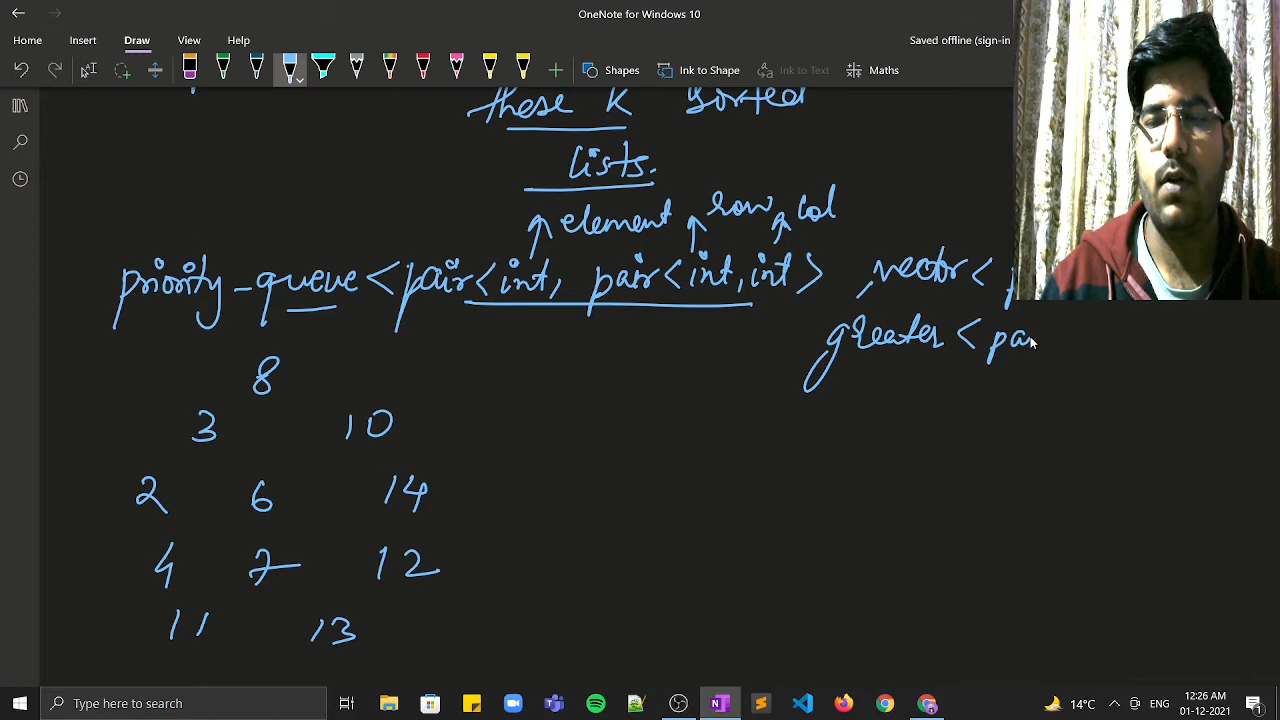 OneNote for Windows 10
Home Insert Draw View Help
Saved offline (sign-in
Shapes Ink to Shape Ink to Text Maths
these K sorted
lists.
element row col
priority_queue <pair<int, pair<int,int> ,vector<
greater < pa
8
3 10
2 6 14
4 7 12
11 13
Type here to search
14°C ENG 12:26 AM
01-12-2021